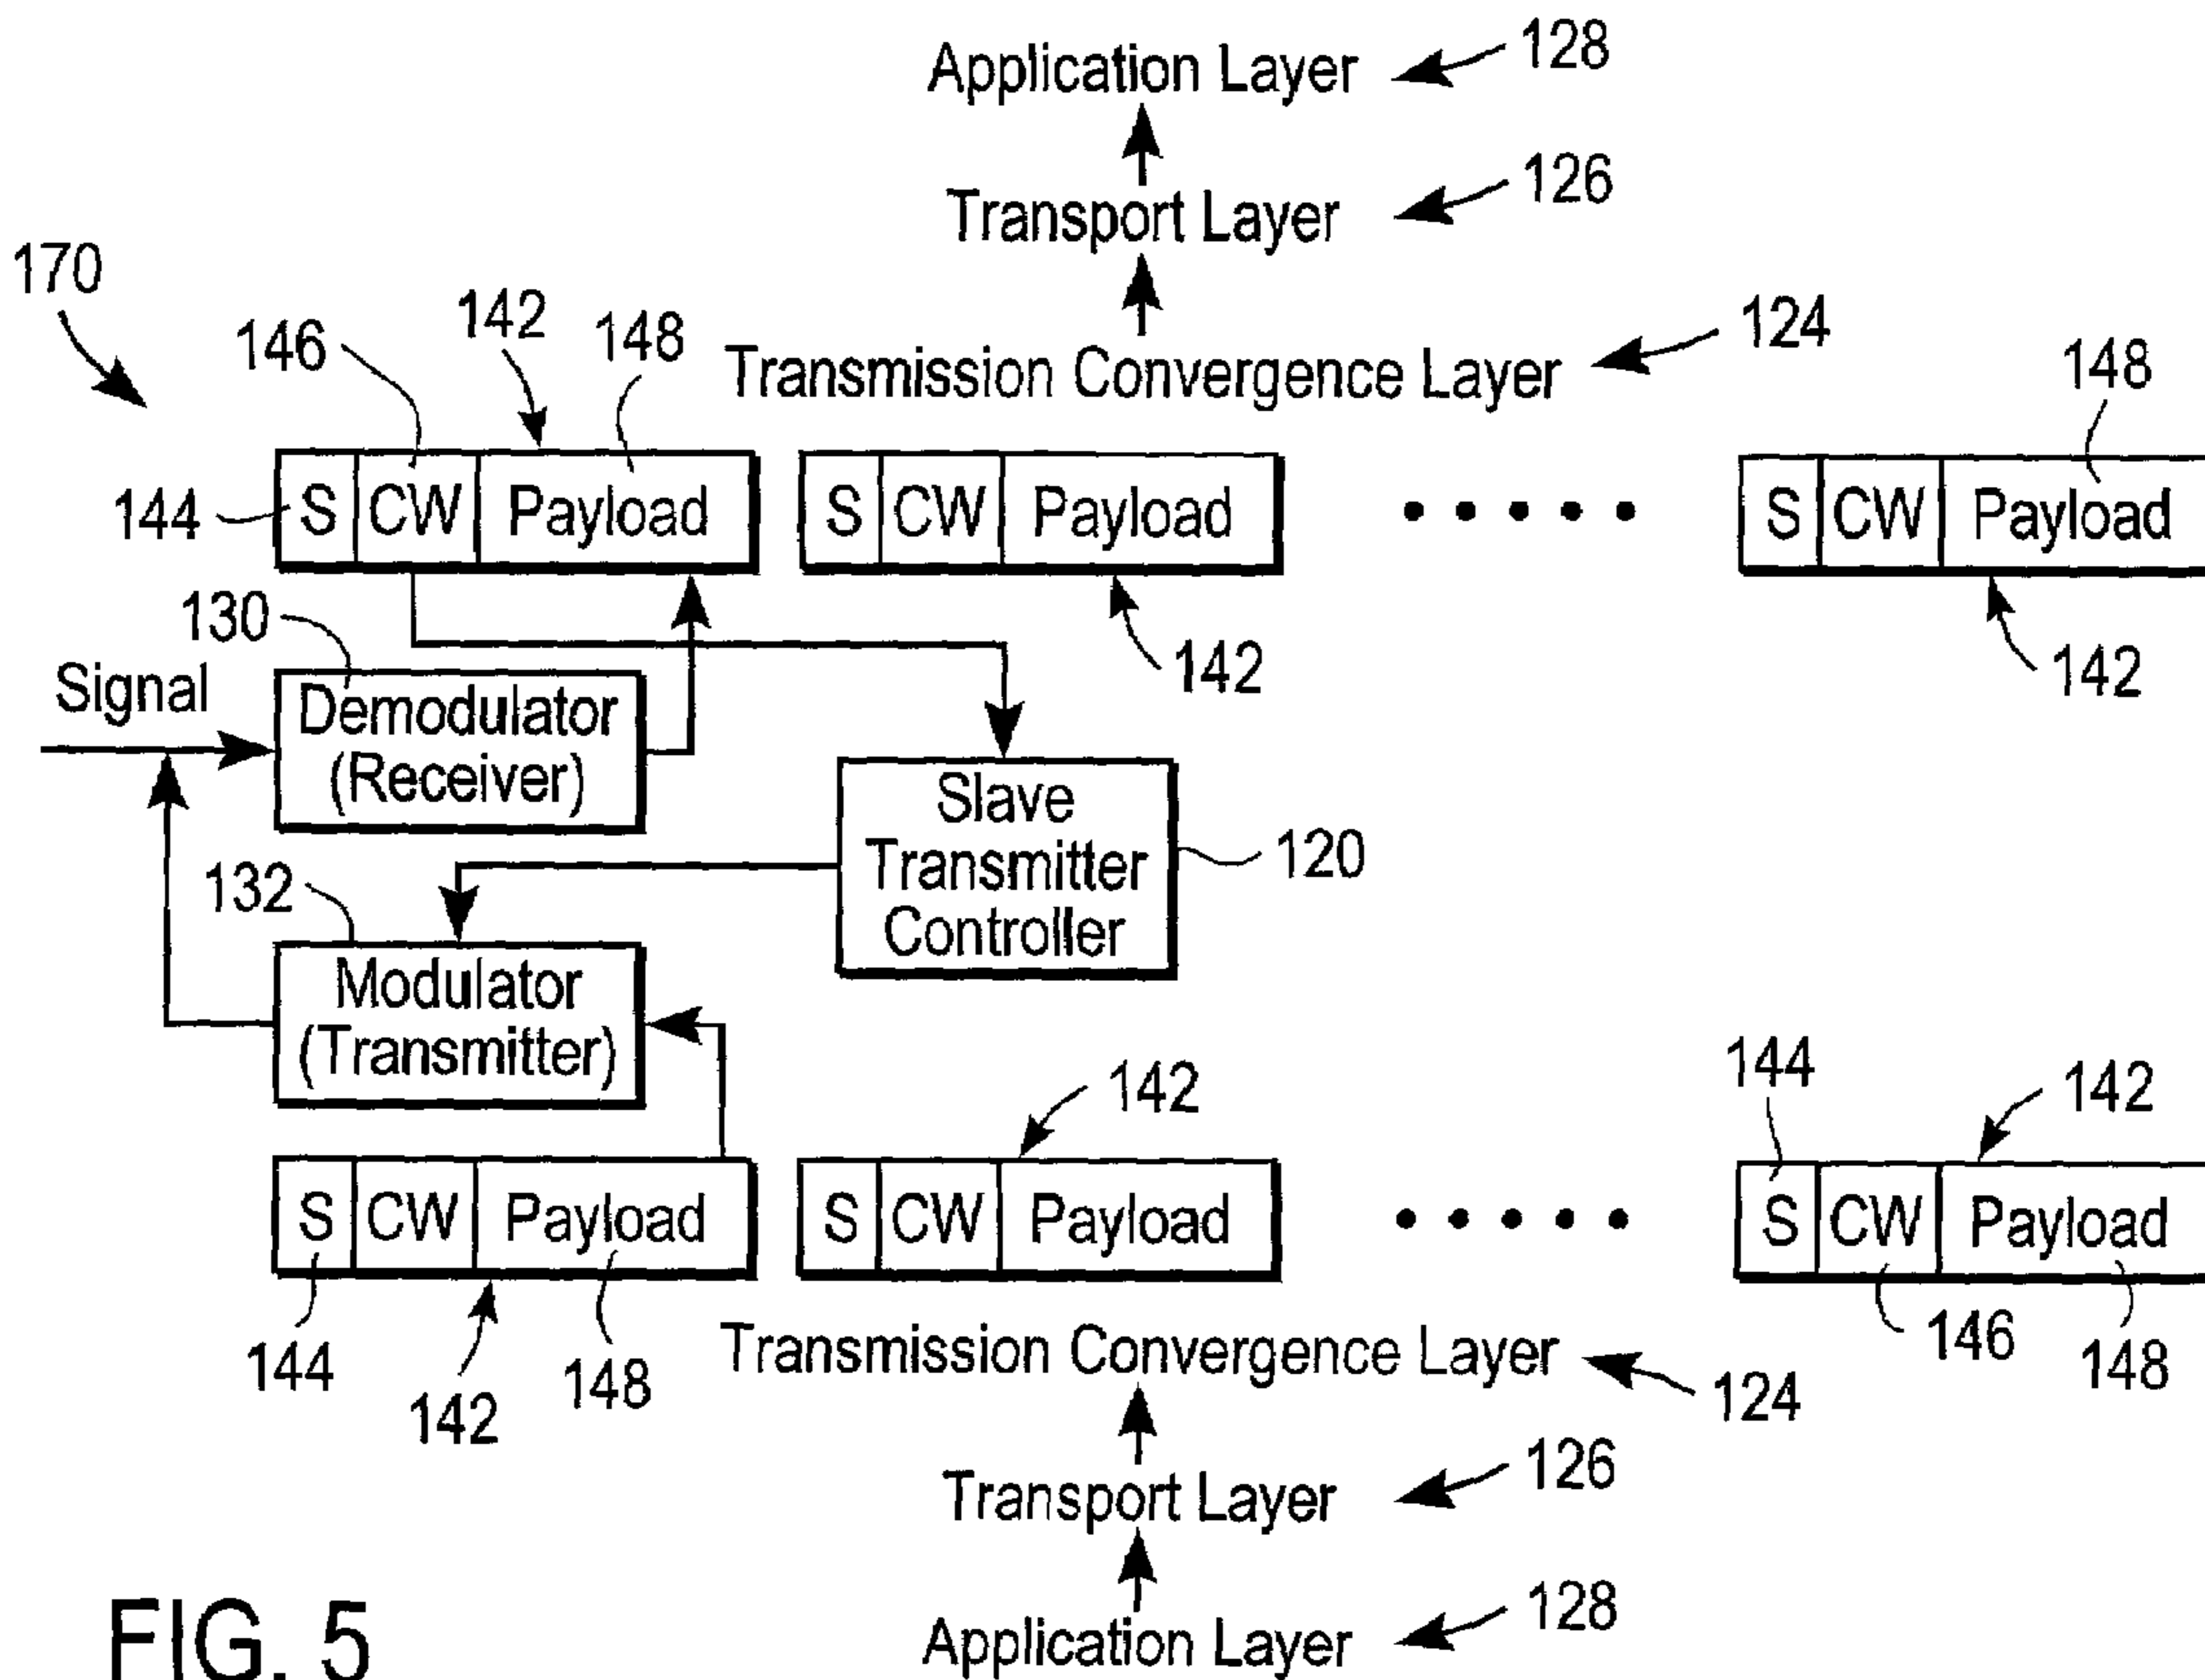 Application Layer 128
Transport Layer 126
170
146 142 148 Transmission Convergence Layer 124 148
144 S CW Payload S CW Payload • • • • • S CW Payload
130 142 142
Signal
Demodulator
(Receiver)
Slave
Transmitter
Controller
120
132
Modulator
(Transmitter)
142 144 142
S CW Payload S CW Payload • • • • • S CW Payload
144 142 148 Transmission Convergence Layer 124 146 148
Transport Layer 126
Application Layer 128
FIG. 5